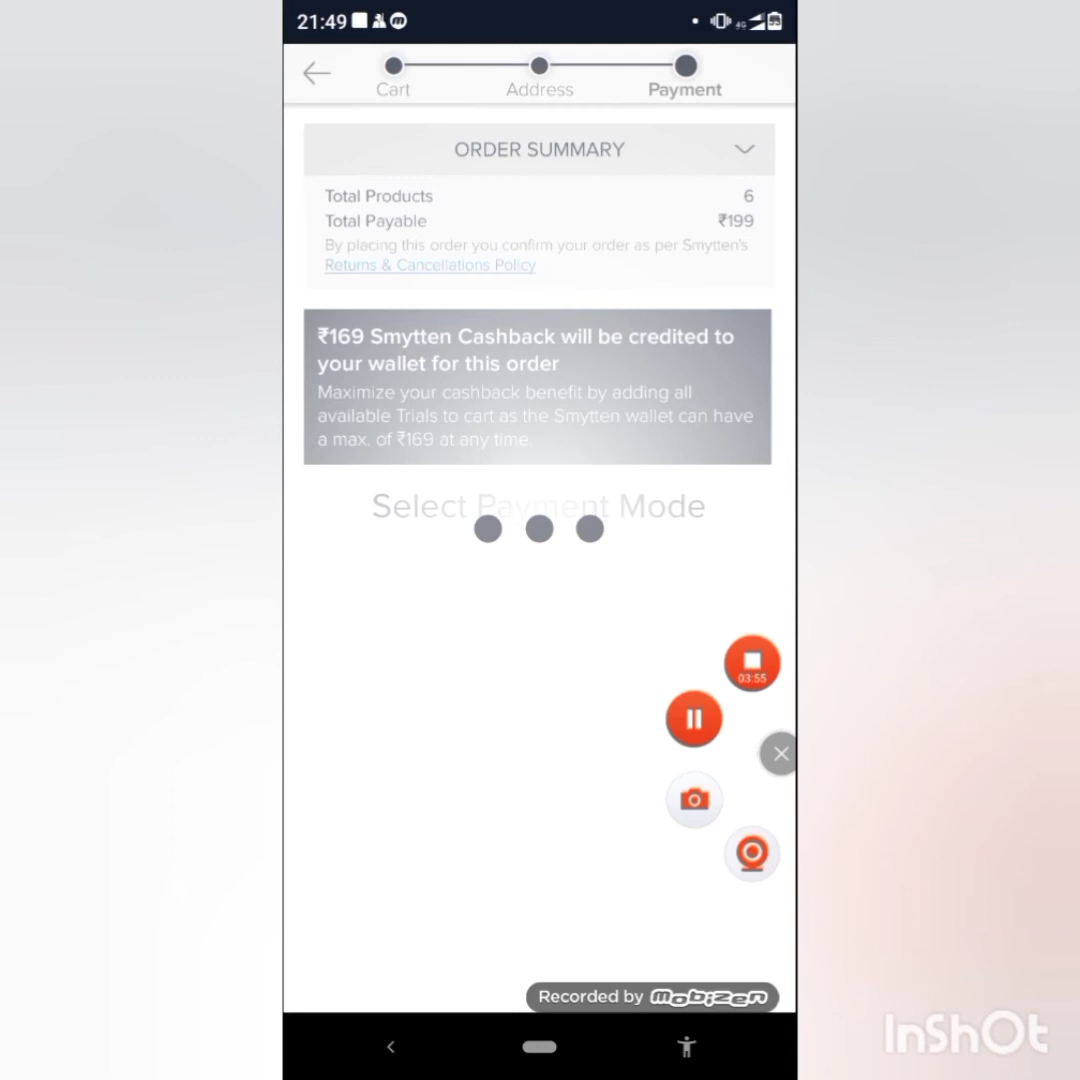 21:49
4G
Cart
Address
Payment
ORDER SUMMARY
Total Products 6
Total Payable ₹199
By placing this order you confirm your order as per Smytten's
Returns & Cancellations Policy
₹169 Smytten Cashback will be credited to
your wallet for this order
Maximize your cashback benefit by adding all
available Trials to cart as the Smytten wallet can have
a max. of ₹169 at any time.
Select Payment Mode
03:55
Recorded by Mobizen
InShOt